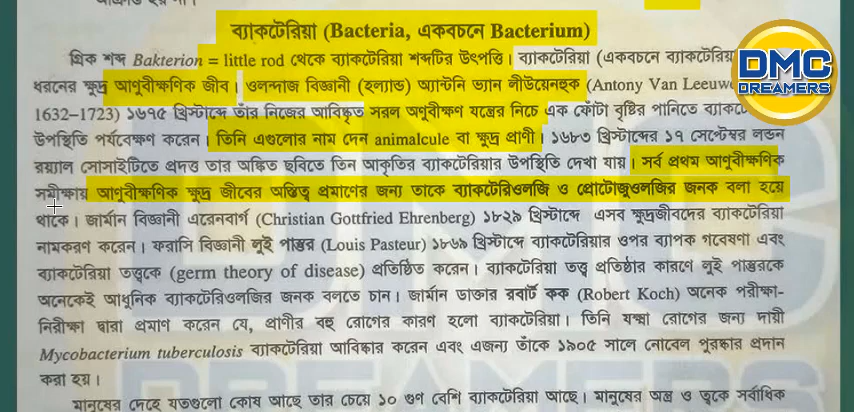 ব্যাকটেরিয়া (Bacteria, একবচনে Bacterium)
গ্রিক শব্দ Bakterion = little rod থেকে ব্যাকটেরিয়া শব্দটির উৎপত্তি। ব্যাকটেরিয়া (একবচনে
ধরনের ক্ষুদ্র আণুবীক্ষণিক জীব। ওলন্দাজ বিজ্ঞানী (হল্যান্ড) অ্যান্টনি ভ্যান লীউয়েনহুক (Antony Van
1632–1723) ১৬৭৫ খ্রিস্টাব্দে তাঁর নিজের আবিষ্কৃত সরল অণুবীক্ষণ যন্ত্রের নিচে এক ফোঁটা বৃষ্টির পানিতে
উপস্থিতি পর্যবেক্ষণ করেন। তিনি এগুলোর নাম দেন animalcule বা ক্ষুদ্র প্রাণী। ১৬৮৩ খ্রিস্টাব্দের ১৭ সেপ্টেম্বর লন্ডন
রয়্যাল সোসাইটিতে প্রদত্ত তার অঙ্কিত ছবিতে তিন আকৃতির ব্যাকটেরিয়ার উপস্থিতি দেখা যায়। সর্ব প্রথম আণুবীক্ষণিক
সমীক্ষায় আণুবীক্ষণিক ক্ষুদ্র জীবের অস্তিত্ব প্রমাণের জন্য তাকে ব্যাকটেরিওলজি ও প্রোটোজুওলজির জনক বলা হয়ে
থাকে। জার্মান বিজ্ঞানী এরেনবার্গ (Christian Gottfried Ehrenberg) ১৮২৯ খ্রিস্টাব্দে এসব ক্ষুদ্রজীবদের ব্যাকটেরিয়া
নামকরণ করেন। ফরাসি বিজ্ঞানী লুই পাস্তুর (Louis Pasteur) ১৮৬৯ খ্রিস্টাব্দে ব্যাকটেরিয়ার ওপর ব্যাপক গবেষণা এবং
ব্যাকটেরিয়া তত্ত্বকে (germ theory of disease) প্রতিষ্ঠিত করেন। ব্যাকটেরিয়া তত্ত্ব প্রতিষ্ঠার কারণে লুই পাস্তুরকে
অনেকেই আধুনিক ব্যাকটেরিওলজির জনক বলতে চান। জার্মান ডাক্তার রবার্ট কক (Robert Koch) অনেক পরীক্ষা-
নিরীক্ষা দ্বারা প্রমাণ করেন যে, প্রাণীর বহু রোগের কারণ হলো ব্যাকটেরিয়া। তিনি যক্ষ্মা রোগের জন্য দায়ী
Mycobacterium tuberculosis ব্যাকটেরিয়া আবিষ্কার করেন এবং এজন্য তাঁকে ১৯০৫ সালে নোবেল পুরস্কার প্রদান
করা হয়।
মানুষের দেহে যতগুলো কোষ আছে তার চেয়ে ১০ গুণ বেশি ব্যাকটেরিয়া আছে। মানুষের অন্ত্র ও ত্বকে সর্বাধিক
DMC
DREAMERS
DMC
DREAMERS